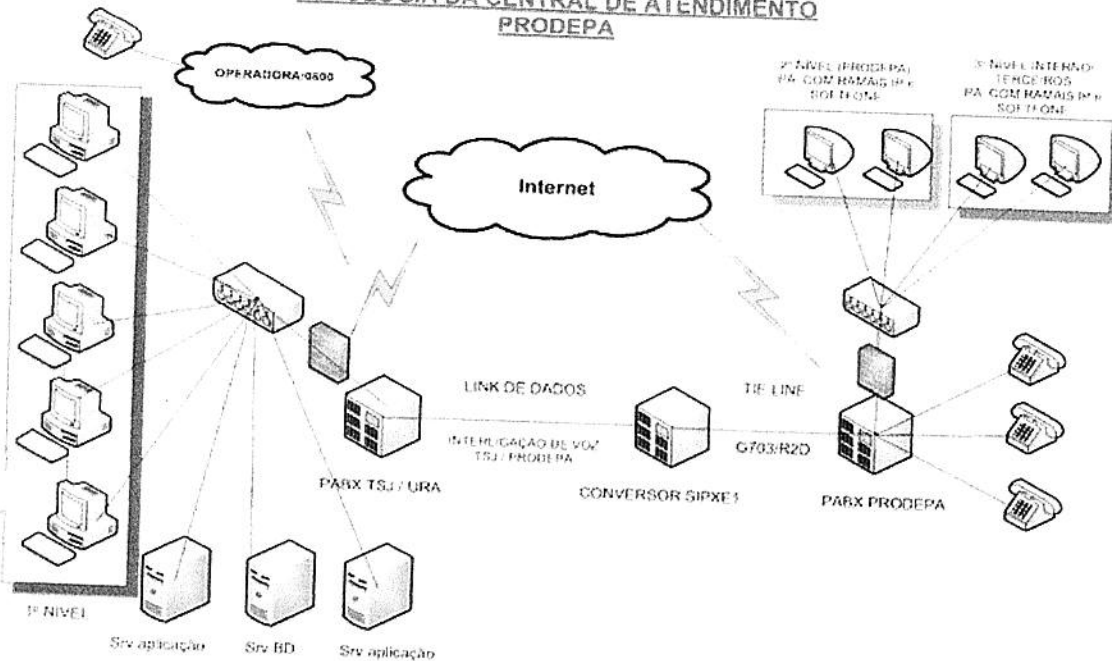 DA CENTRAL DE ATENDIMENTO
PRODEPA
OPERADORA 0800
2º NIVEL (PRODEPA)
PA COM RAMAIS IP e
SOFTFONE
3º NIVEL INTERNO
TERCEIROS
PA COM RAMAIS IP e
SOFTFONE
Internet
LINK DE DADOS
TIE LINE
INTERLIGAÇÃO DE VOZ
TSJ / PRODEPA
G703/R2D
PABX TSJ / URA
CONVERSOR SIPXE1
PABX PRODEPA
1º NIVEL
Srv aplicação
Srv BD
Srv aplicação